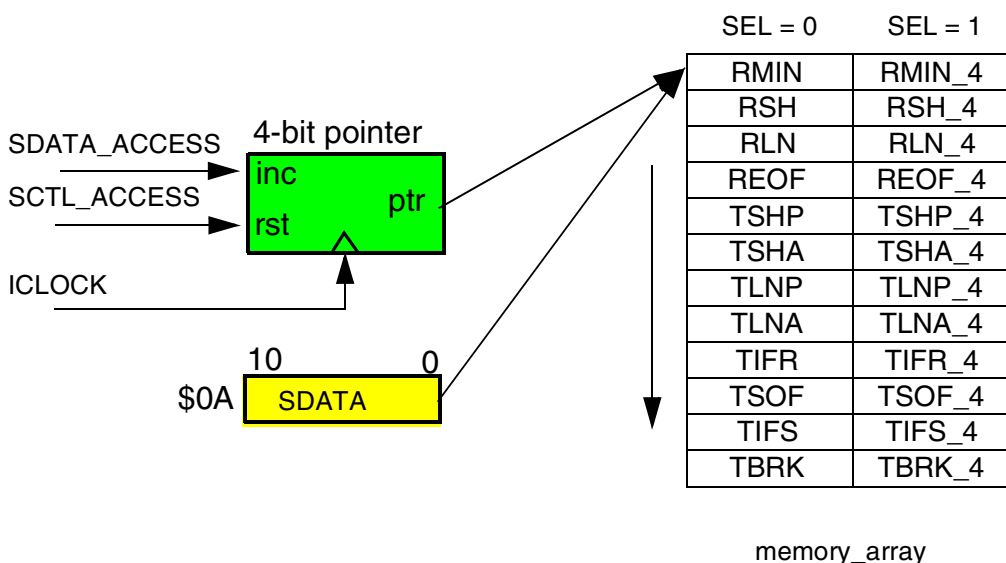 SEL = 0 SEL = 1
RMIN RMIN_4
RSH RSH_4
RLN RLN_4
REOF REOF_4
TSHP TSHP_4
TSHA TSHA_4
TLNP TLNP_4
TLNA TLNA_4
TIFR TIFR_4
TSOF TSOF_4
TIFS TIFS_4
TBRK TBRK_4
memory_array
4-bit pointer
SDATA_ACCESS
inc
SCTL_ACCESS
ptr
rst
ICLOCK
10 0
$0A SDATA